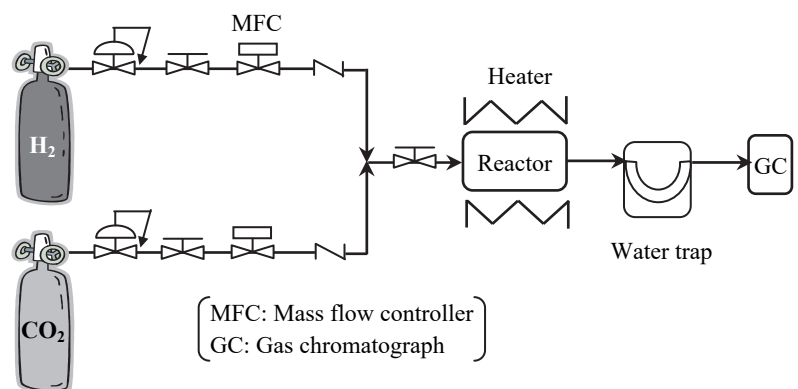 MFC
H₂
Heater
Reactor
GC
Water trap
CO₂
MFC: Mass flow controller
GC: Gas chromatograph